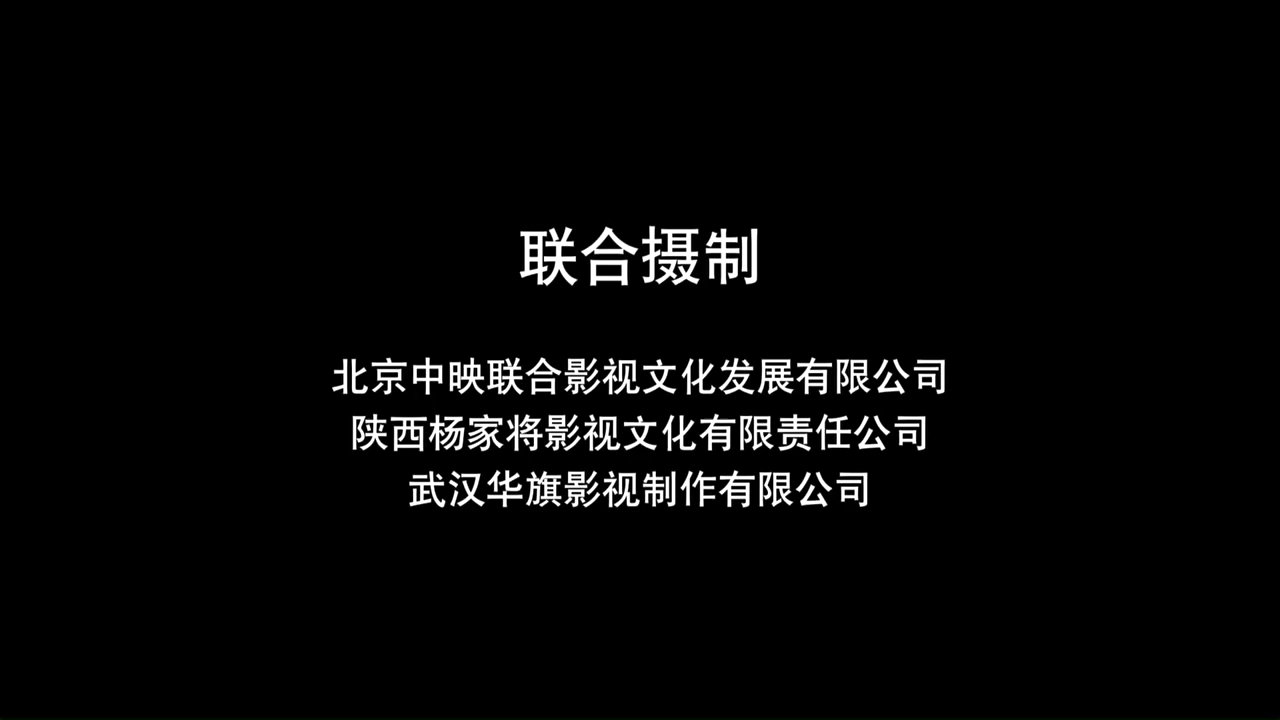 联合摄制
北京中映联合影视文化发展有限公司
陕西杨家将影视文化有限责任公司
武汉华旗影视制作有限公司